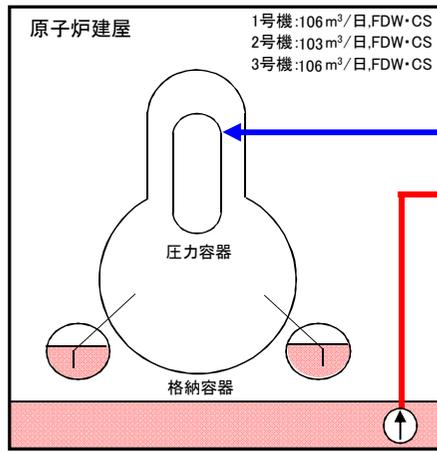 原子炉建屋
1号機:106m³/日,FDW・CS
2号機:103m³/日,FDW・CS
3号機:106m³/日,FDW・CS
圧力容器
格納容器